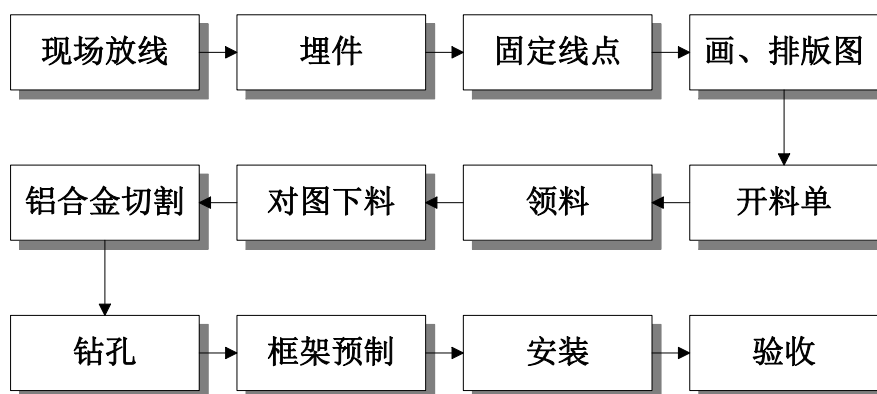 现场放线
埋件
固定线点
画、排版图
开料单
领料
对图下料
铝合金切割
钻孔
框架预制
安装
验收